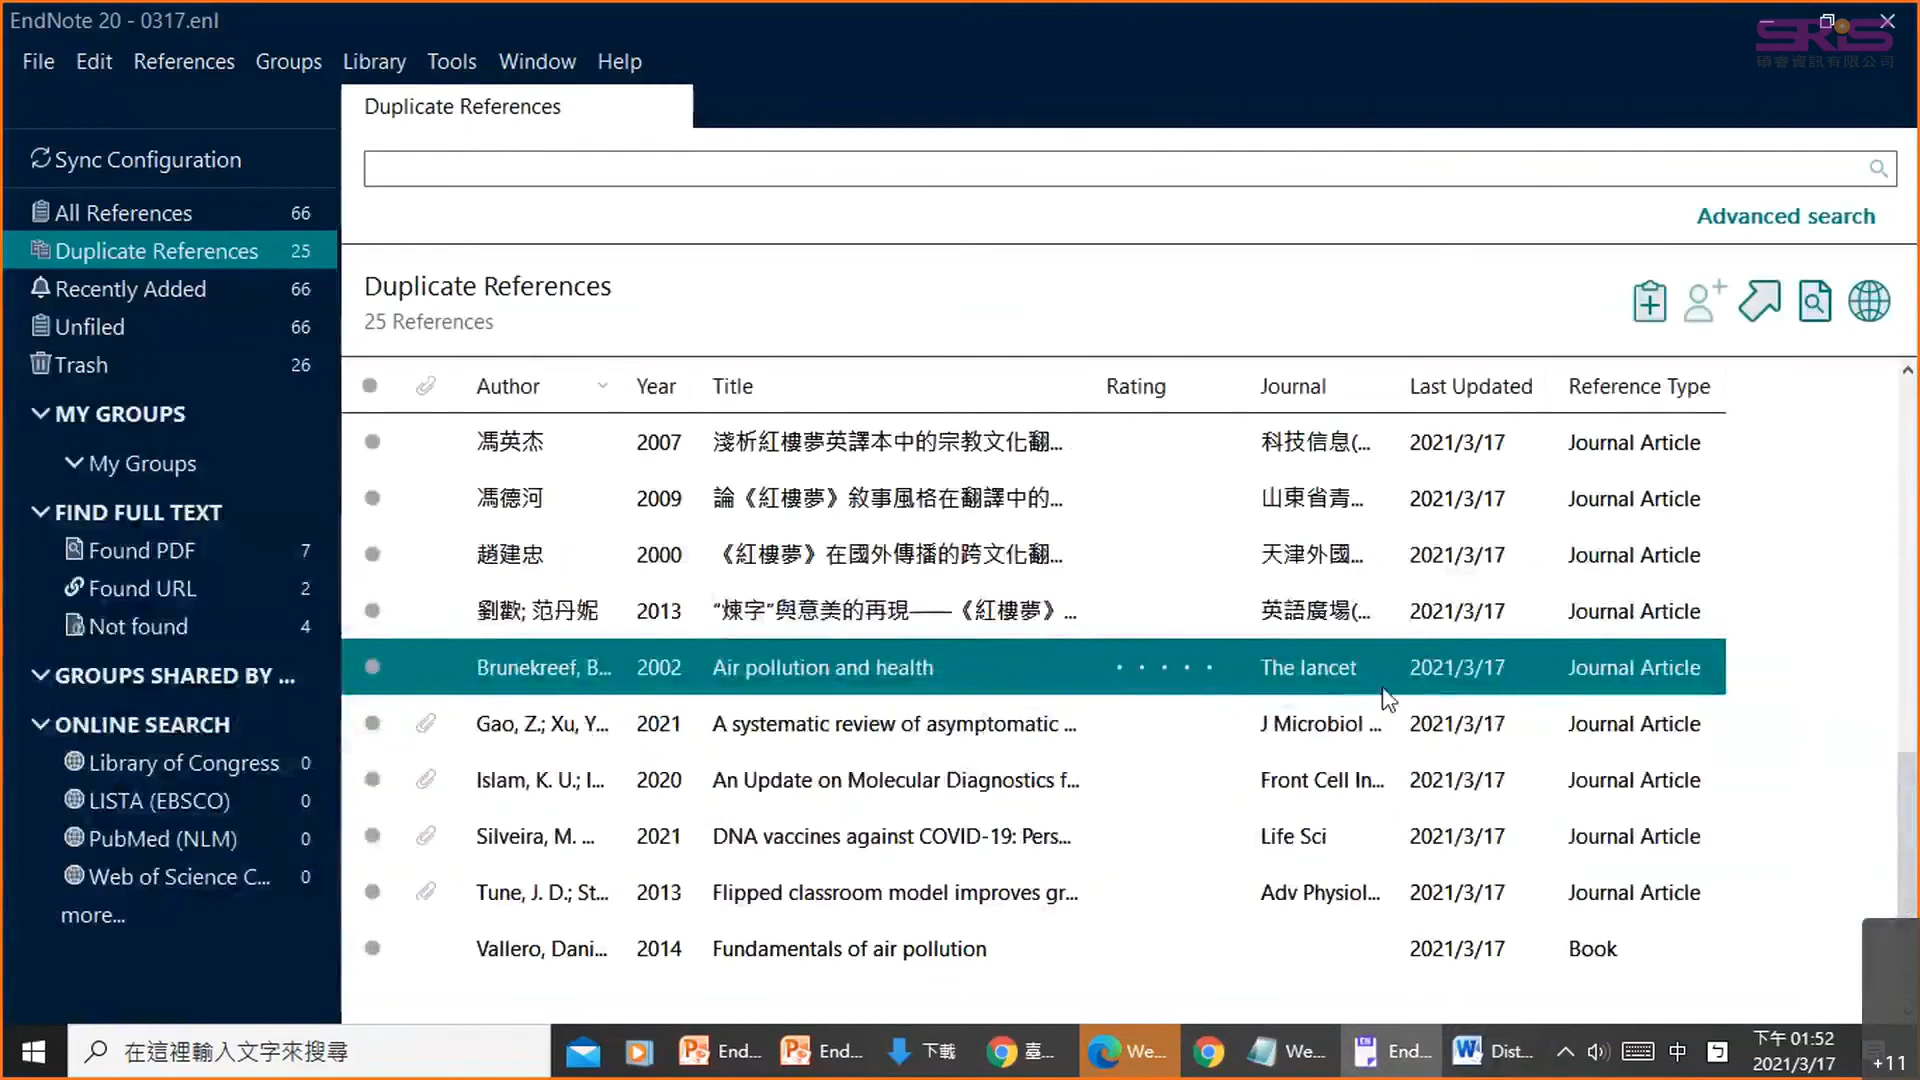 EndNote 20 - 0317.enl
SRIS
碩睿資訊有限公司
File Edit References Groups Library Tools Window Help
Duplicate References
Sync Configuration
Advanced search
All References 66
Duplicate References 25
Recently Added 66
Unfiled 66
Trash 26
MY GROUPS
My Groups
FIND FULL TEXT
Found PDF 7
Found URL 2
Not found 4
GROUPS SHARED BY ...
ONLINE SEARCH
Library of Congress 0
LISTA (EBSCO) 0
PubMed (NLM) 0
Web of Science C... 0
more...
Duplicate References
25 References
Author Year Title Rating Journal Last Updated Reference Type
馮英杰 2007 淺析紅樓夢英譯本中的宗教文化翻... 科技信息(... 2021/3/17 Journal Article
馮德河 2009 論《紅樓夢》敘事風格在翻譯中的... 山東省青... 2021/3/17 Journal Article
趙建忠 2000 《紅樓夢》在國外傳播的跨文化翻... 天津外國... 2021/3/17 Journal Article
劉歡; 范丹妮 2013 “煉字”與意美的再現——《紅樓夢》... 英語廣場(... 2021/3/17 Journal Article
Brunekreef, B... 2002 Air pollution and health The lancet 2021/3/17 Journal Article
Gao, Z.; Xu, Y... 2021 A systematic review of asymptomatic ... J Microbiol ... 2021/3/17 Journal Article
Islam, K. U.; I... 2020 An Update on Molecular Diagnostics f... Front Cell In... 2021/3/17 Journal Article
Silveira, M. ... 2021 DNA vaccines against COVID-19: Pers... Life Sci 2021/3/17 Journal Article
Tune, J. D.; St... 2013 Flipped classroom model improves gr... Adv Physiol... 2021/3/17 Journal Article
Vallero, Dani... 2014 Fundamentals of air pollution 2021/3/17 Book
在這裡輸入文字來搜尋 End... End... 下載 臺... We... We... End... Dist... 中 ㄅ 下午 01:52
2021/3/17
+11